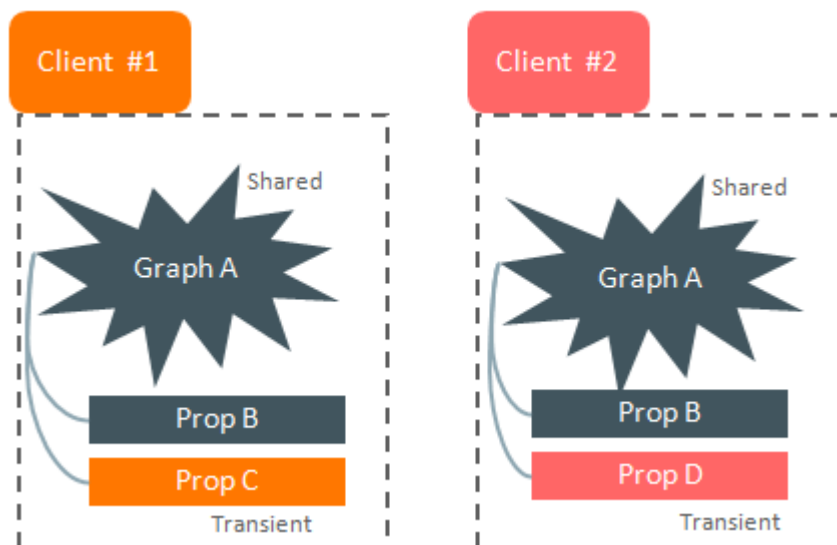 Client #1
Shared
Graph A
Prop B
Prop C
Transient
Client #2
Shared
Graph A
Prop B
Prop D
Transient